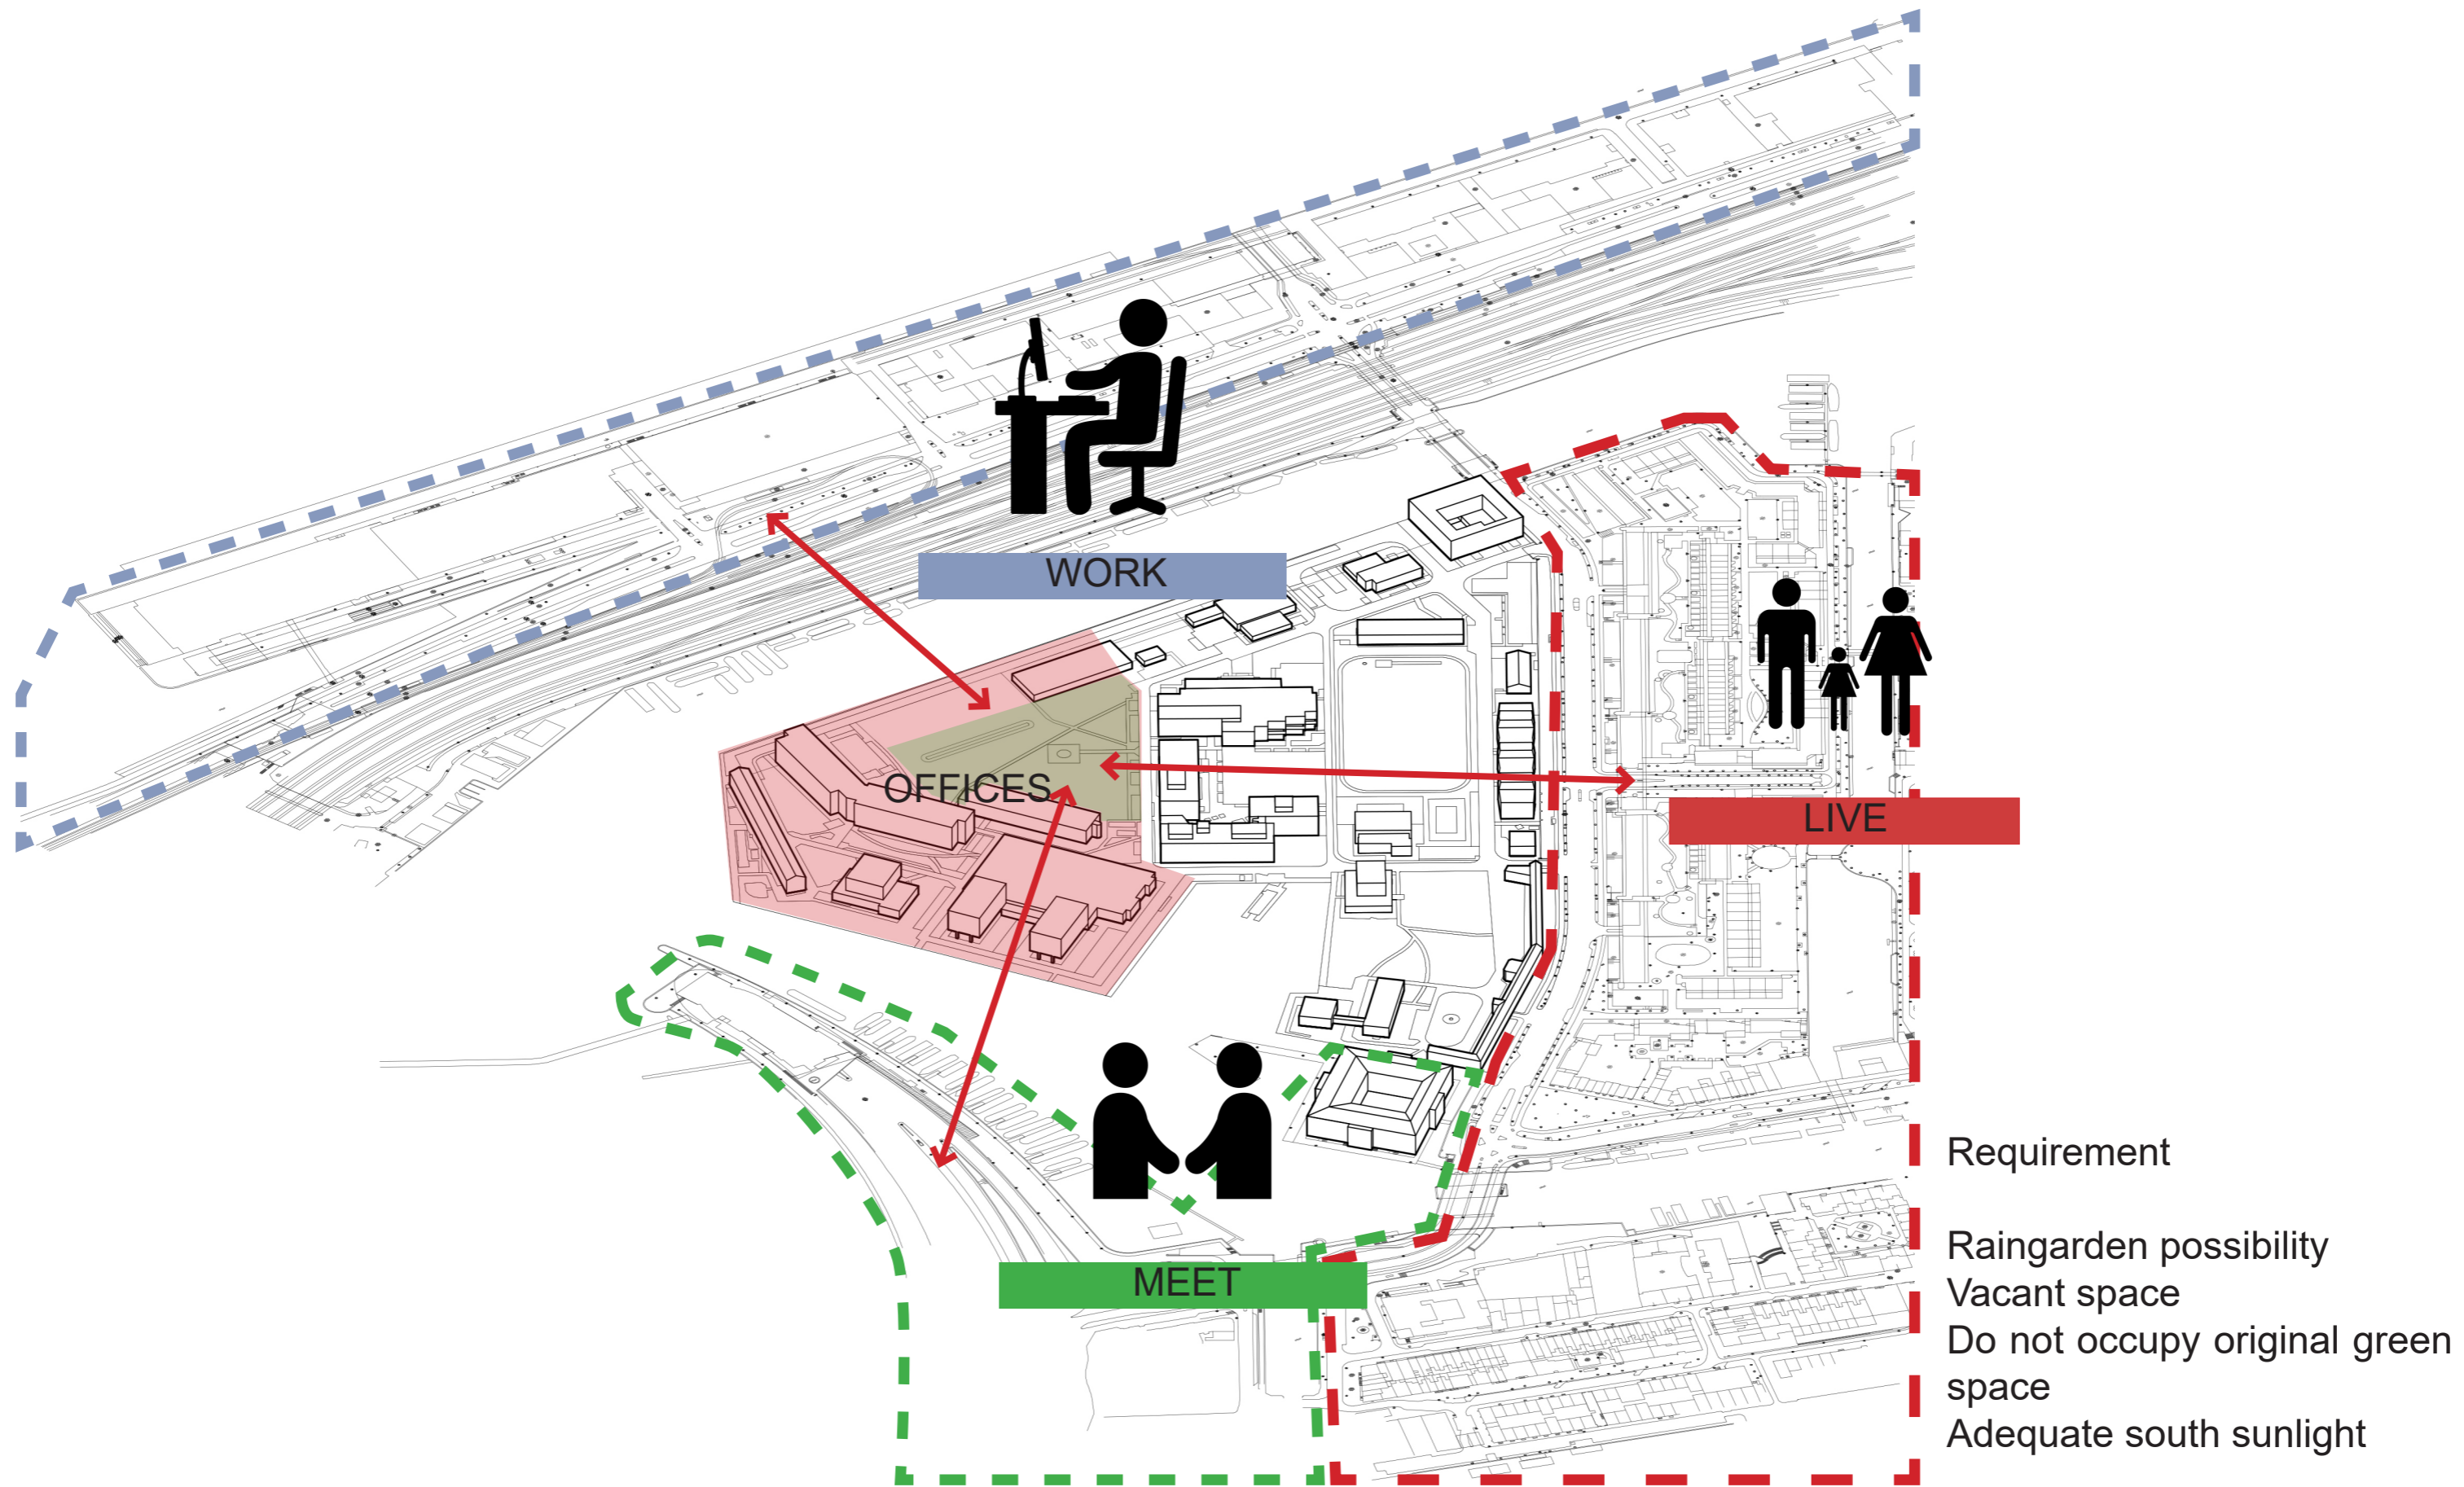 WORK
OFFICES
LIVE
MEET
Requirement
Raingarden possibility
Vacant space
Do not occupy original green
space
Adequate south sunlight